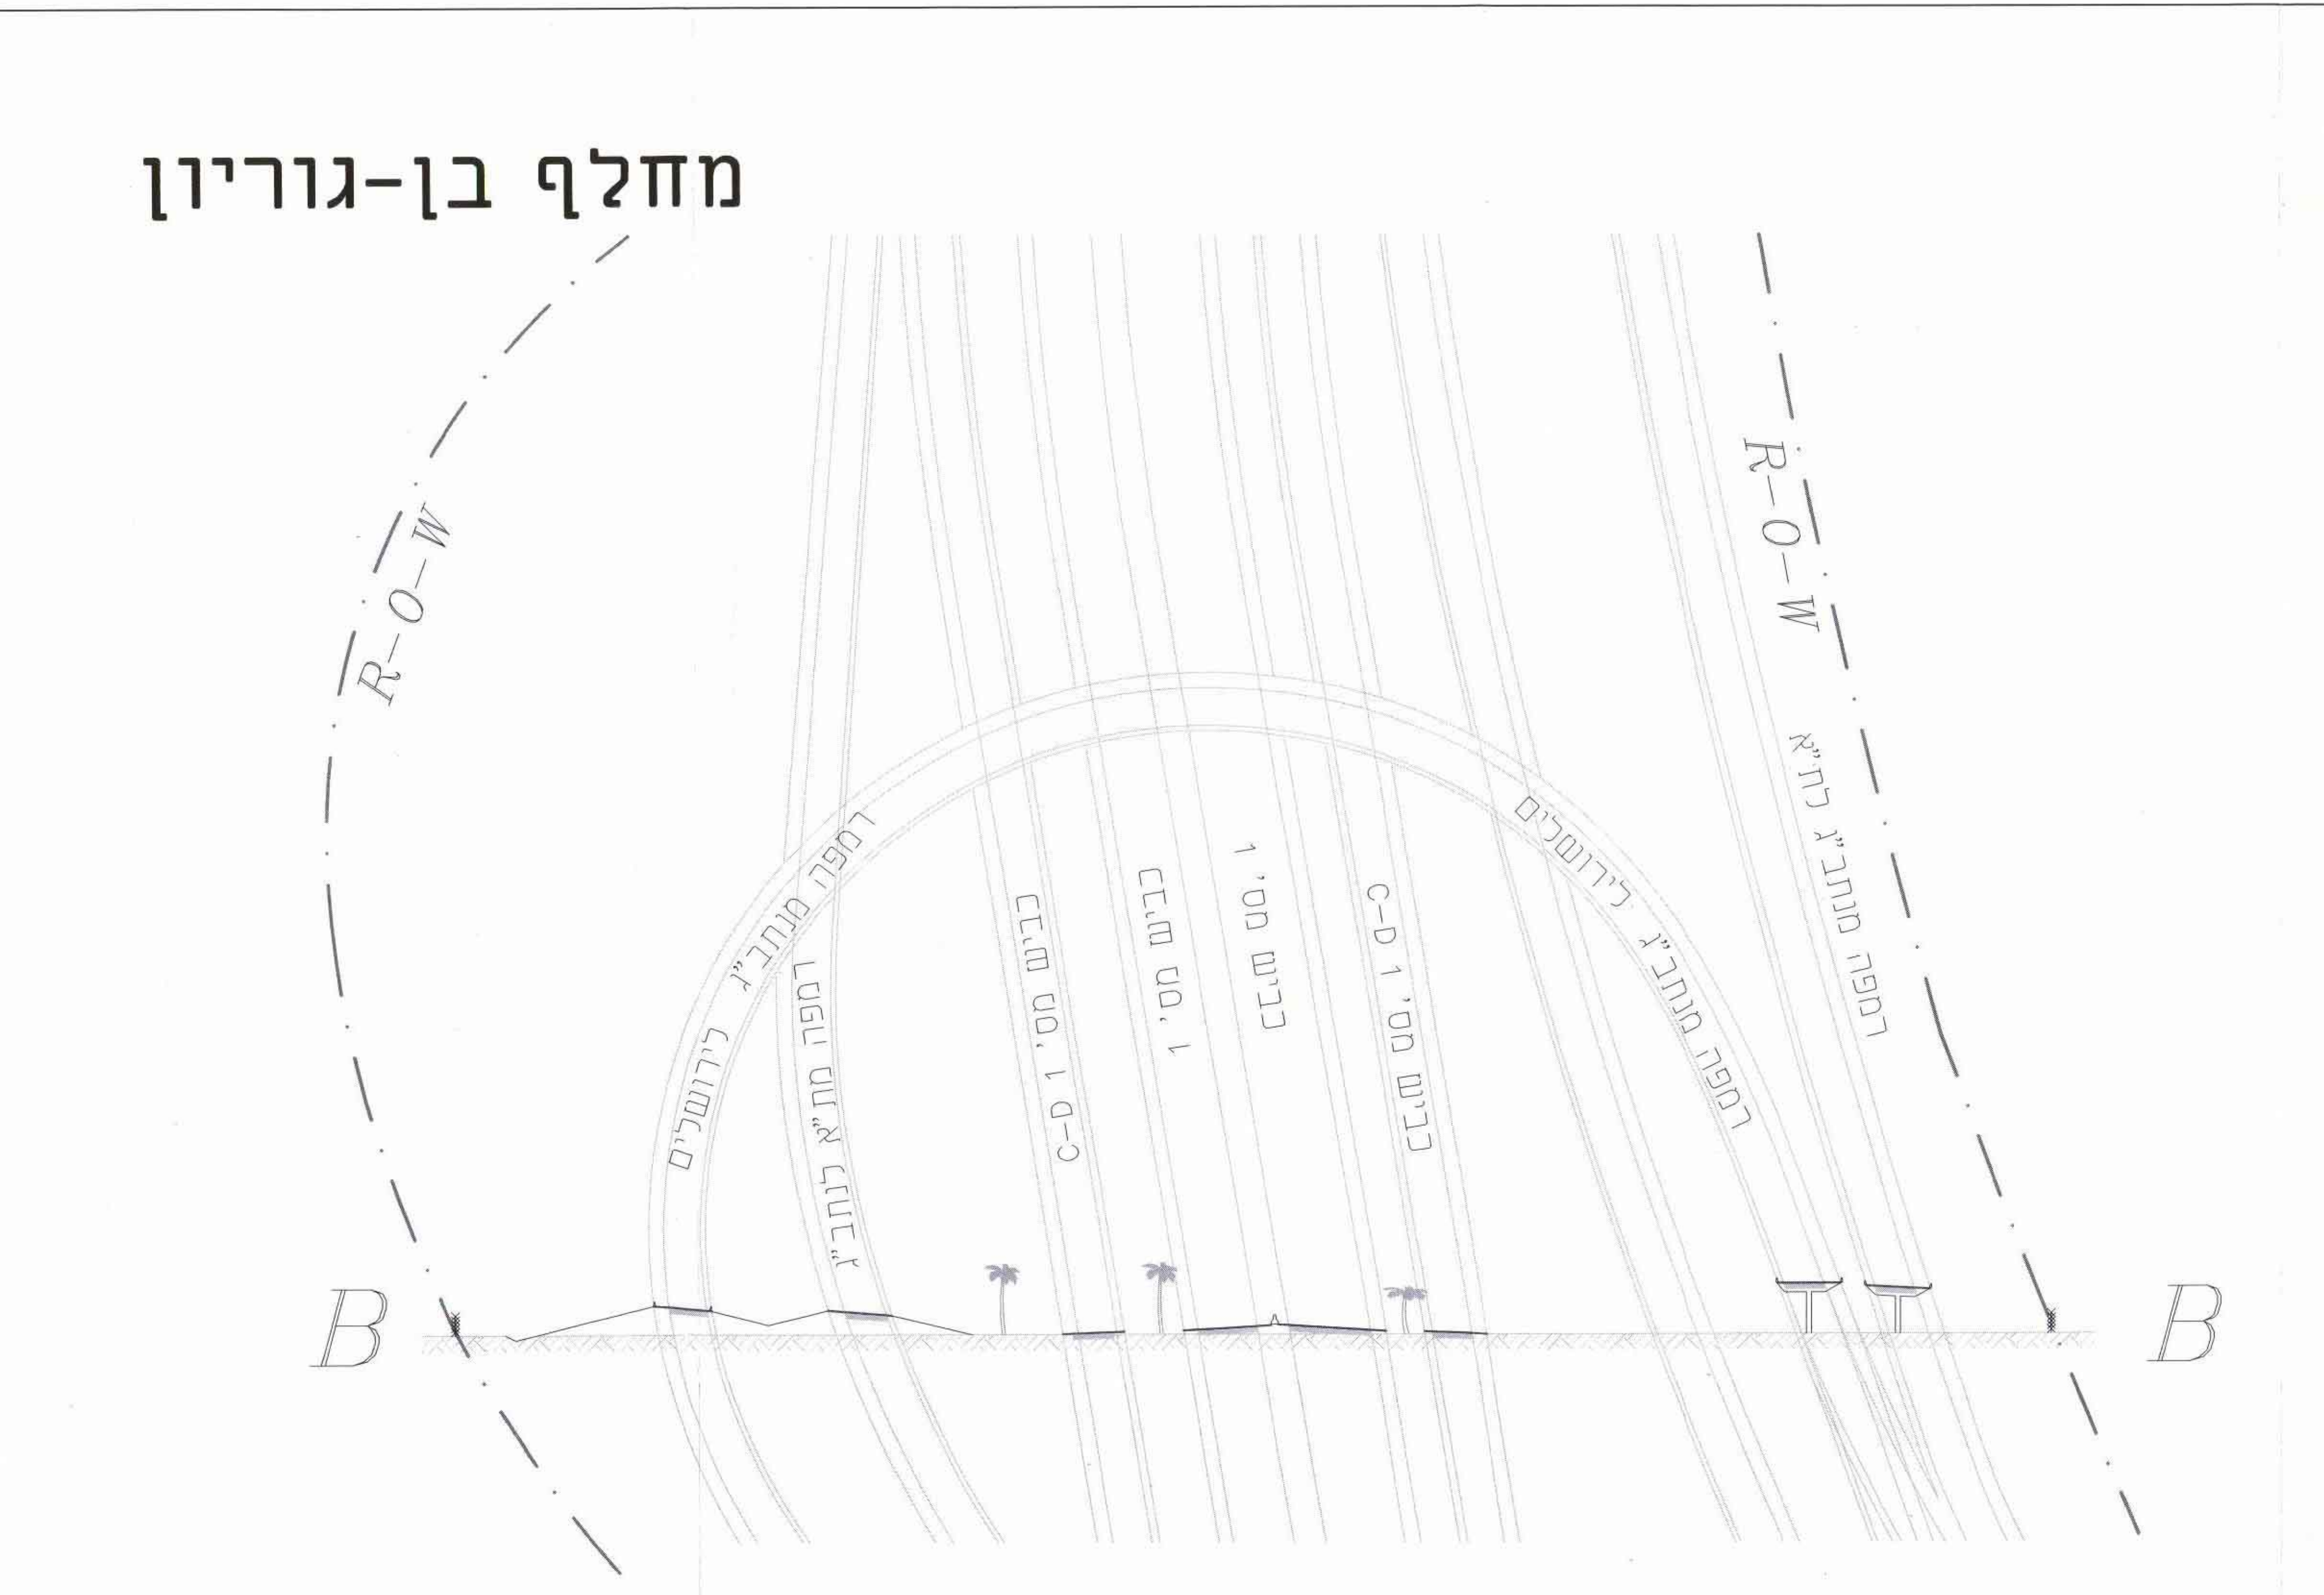 מחלף בן-גוריון
R-O-W
R-O-W
רמפה מנתב"ג לת"א
רמפה מנתב"ג לירושלים
רמפה מת"א לנתב"ג
כביש מס' 1 C-D
כביש מס' 1
כביש מס' 1
כביש מס' 1 C-D
רמפה מנתב"ג לירושלים
B
B